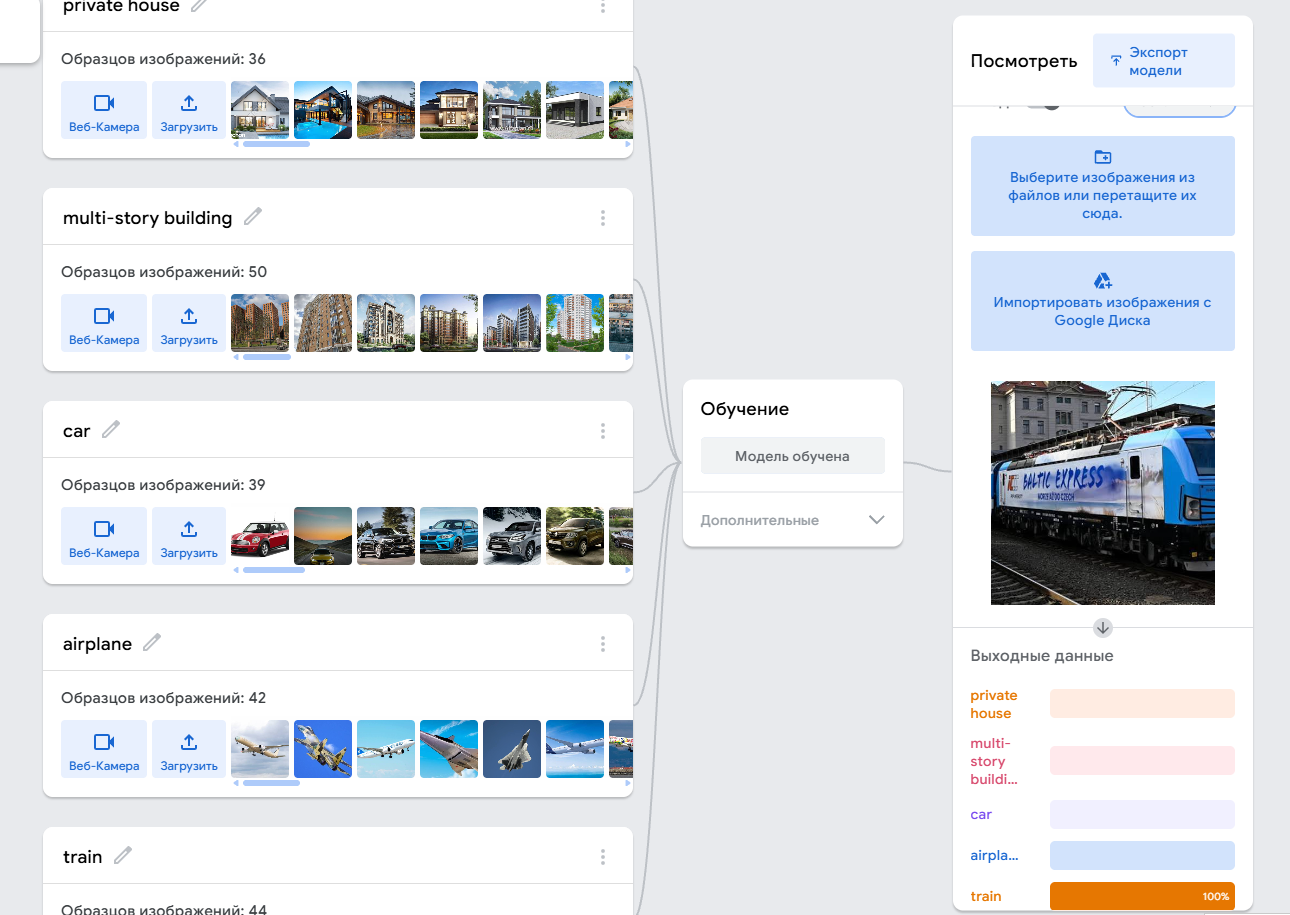 private house
Образцов изображений: 36
Веб-Камера
Загрузить
multi-story building
Образцов изображений: 50
Веб-Камера
Загрузить
car
Образцов изображений: 39
Веб-Камера
Загрузить
airplane
Образцов изображений: 42
Веб-Камера
Загрузить
train
Образцов изображений: 44
Обучение
Модель обучена
Дополнительные
Посмотреть
Экспорт
модели
Выберите изображения из
файлов или перетащите их
сюда.
Импортировать изображения с
Google Диска
BALTIC EXPRESS
Выходные данные
private
house
multi-
story
buildi...
car
airpla...
train
100%